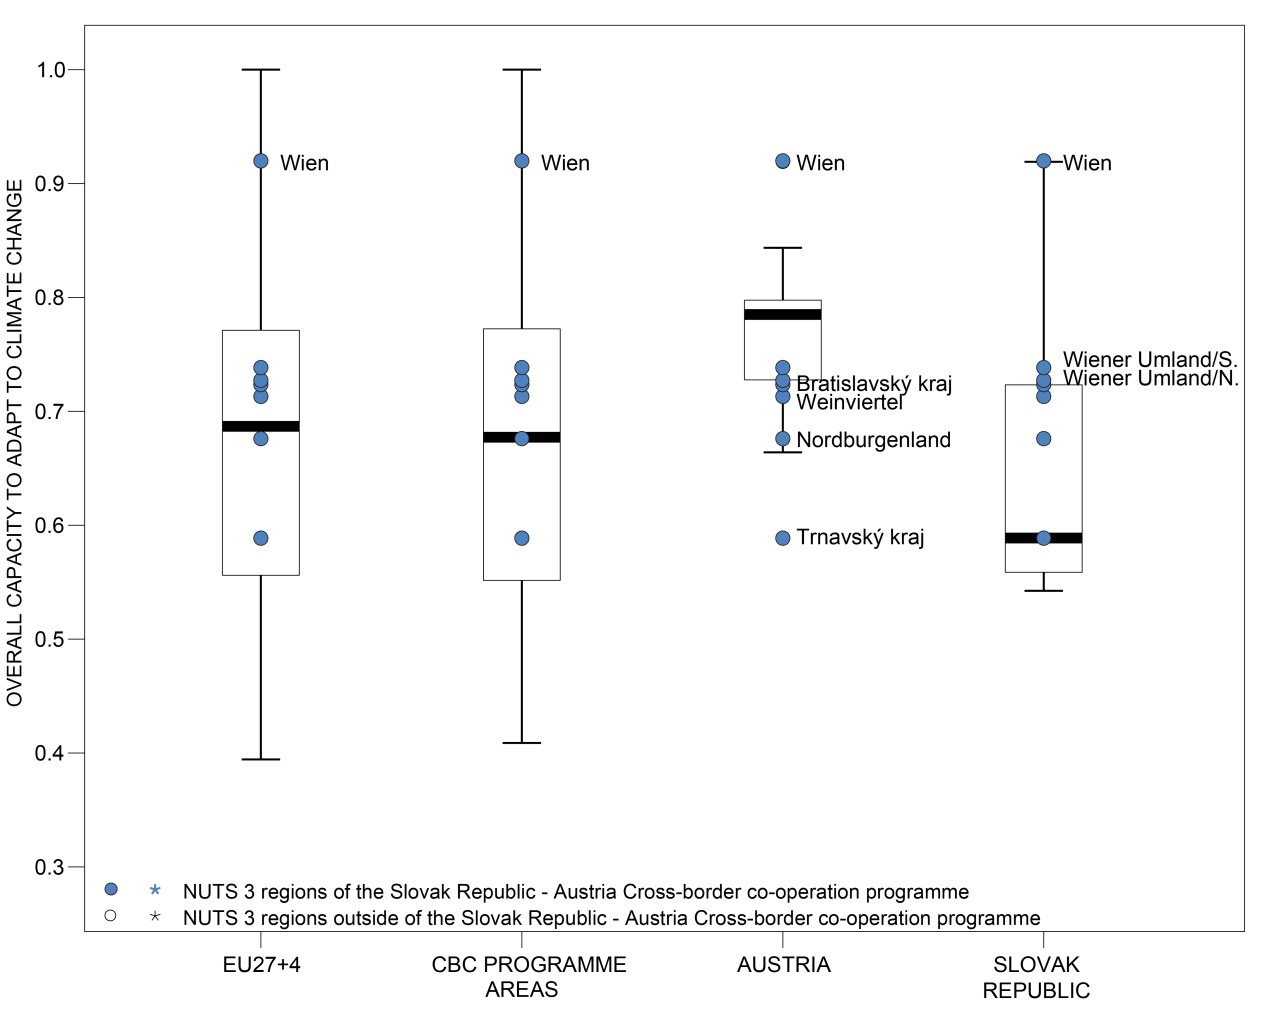 OVERALL CAPACITY TO ADAPT TO CLIMATE CHANGE
1.0
0.9
0.8
0.7
0.6
0.5
0.4
0.3
Wien
Wien
Wien
Bratislavský kraj
Weinviertel
Nordburgenland
Trnavský kraj
Wien
Wiener Umland/S.
Wiener Umland/N.
NUTS 3 regions of the Slovak Republic - Austria Cross-border co-operation programme
NUTS 3 regions outside of the Slovak Republic - Austria Cross-border co-operation programme
EU27+4
CBC PROGRAMME
AREAS
AUSTRIA
SLOVAK
REPUBLIC